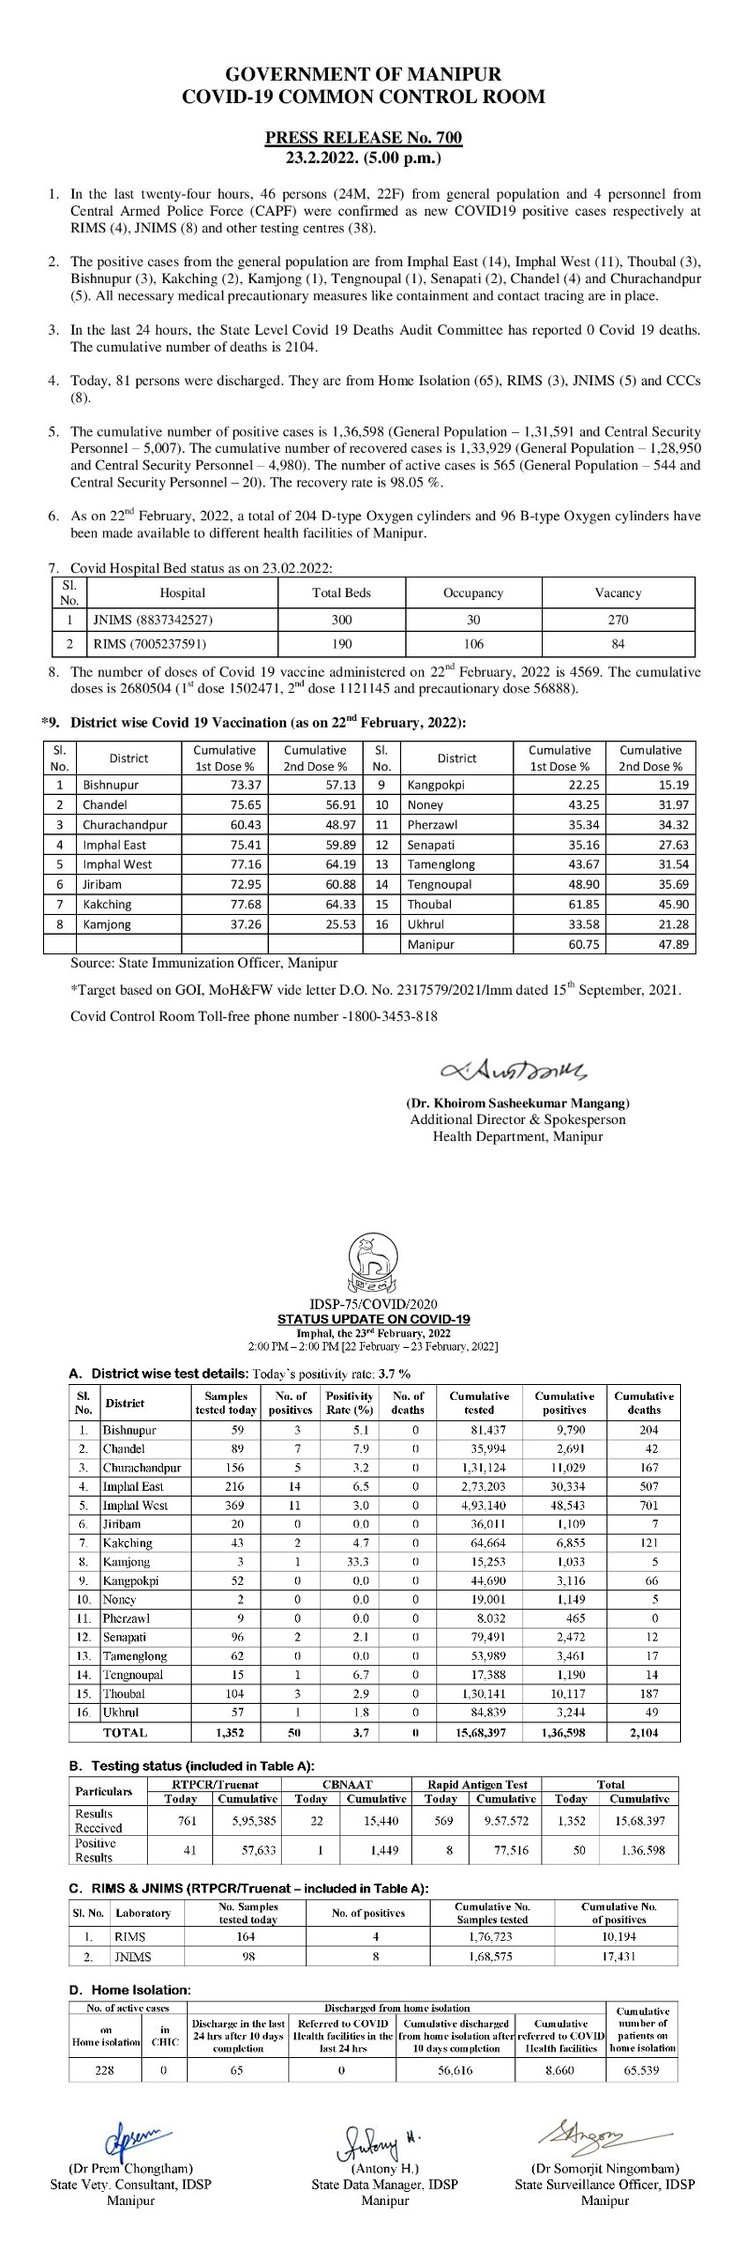 GOVERNMENT OF MANIPUR
COVID-19 COMMON CONTROL ROOM
PRESS RELEASE No. 700
23.2.2022. (5.00 p.m.)
1. In the last twenty-four hours, 46 persons (24M, 22F) from general population and 4 personnel from
Central Armed Police Force (CAPF) were confirmed as new COVID19 positive cases respectively at
RIMS (4), JNIMS (8) and other testing centres (38).
2. The positive cases from the general population are from Imphal East (14), Imphal West (11), Thoubal (3),
Bishnupur (3), Kakching (2), Kamjong (1), Tengnoupal (1), Senapati (2), Chandel (4) and Churachandpur
(5). All necessary medical precautionary measures like containment and contact tracing are in place.
3. In the last 24 hours, the State Level Covid 19 Deaths Audit Committee has reported 0 Covid 19 deaths.
The cumulative number of deaths is 2104.
4. Today, 81 persons were discharged. They are from Home Isolation (65), RIMS (3), JNIMS (5) and CCCs
(8).
5. The cumulative number of positive cases is 1,36,598 (General Population – 1,31,591 and Central Security
Personnel – 5,007). The cumulative number of recovered cases is 1,33,929 (General Population – 1,28,950
and Central Security Personnel – 4,980). The number of active cases is 565 (General Population – 544 and
Central Security Personnel – 20). The recovery rate is 98.05 %.
6. As on 22nd February, 2022, a total of 204 D-type Oxygen cylinders and 96 B-type Oxygen cylinders have
been made available to different health facilities of Manipur.
7. Covid Hospital Bed status as on 23.02.2022:
Sl. No. Hospital Total Beds Occupancy Vacancy
1 JNIMS (8837342527) 300 30 270
2 RIMS (7005237591) 190 106 84
8. The number of doses of Covid 19 vaccine administered on 22nd February, 2022 is 4569. The cumulative
doses is 2680504 (1st dose 1502471, 2nd dose 1121145 and precautionary dose 56888).
*9. District wise Covid 19 Vaccination (as on 22nd February, 2022):
Sl. No. District Cumulative 1st Dose % Cumulative 2nd Dose % Sl. No. District Cumulative 1st Dose % Cumulative 2nd Dose %
1 Bishnupur 73.37 57.13 9 Kangpokpi 22.25 15.19
2 Chandel 75.65 56.91 10 Noney 43.25 31.97
3 Churachandpur 60.43 48.97 11 Pherzawl 35.34 34.32
4 Imphal East 75.41 59.89 12 Senapati 35.16 27.63
5 Imphal West 77.16 64.19 13 Tamenglong 43.67 31.54
6 Jiribam 72.95 60.88 14 Tengnoupal 48.90 35.69
7 Kakching 77.68 64.33 15 Thoubal 61.85 45.90
8 Kamjong 37.26 25.53 16 Ukhrul 33.58 21.28
Manipur 60.75 47.89
Source: State Immunization Officer, Manipur
*Target based on GOI, MoH&FW vide letter D.O. No. 2317579/2021/Imm dated 15th September, 2021.
Covid Control Room Toll-free phone number -1800-3453-818
(Dr. Khoirom Sasheekumar Mangang)
Additional Director & Spokesperson
Health Department, Manipur
IDSP-75/COVID/2020
STATUS UPDATE ON COVID-19
Imphal, the 23rd February, 2022
2:00 PM – 2:00 PM [22 February – 23 February, 2022]
A. District wise test details: Today's positivity rate: 3.7 %
Sl. No. District Samples tested today No. of positives Positivity Rate (%) No. of deaths Cumulative tested Cumulative positives Cumulative deaths
1. Bishnupur 59 3 5.1 0 81,437 9,790 204
2. Chandel 89 7 7.9 0 35,994 2,691 42
3. Churachandpur 156 5 3.2 0 1,31,124 11,029 167
4. Imphal East 216 14 6.5 0 2,73,203 30,334 507
5. Imphal West 369 11 3.0 0 4,93,140 48,543 701
6. Jiribam 20 0 0.0 0 36,011 1,109 7
7. Kakching 43 2 4.7 0 64,664 6,855 121
8. Kamjong 3 1 33.3 0 15,253 1,033 5
9. Kangpokpi 52 0 0.0 0 44,690 3,116 66
10. Noney 2 0 0.0 0 19,001 1,149 5
11. Pherzawl 9 0 0.0 0 8,032 465 0
12. Senapati 96 2 2.1 0 79,491 2,472 12
13. Tamenglong 62 0 0.0 0 53,989 3,461 17
14. Tengnoupal 15 1 6.7 0 17,388 1,190 14
15. Thoubal 104 3 2.9 0 1,30,141 10,117 187
16. Ukhrul 57 1 1.8 0 84,839 3,244 49
TOTAL 1,352 50 3.7 0 15,68,397 1,36,598 2,104
B. Testing status (included in Table A):
Particulars RTPCR/Truenat CBNAAT Rapid Antigen Test Total
Today Cumulative Today Cumulative Today Cumulative Today Cumulative
Results Received 761 5,95,385 22 15,440 569 9,57,572 1,352 15,68,397
Positive Results 41 57,633 1 1,449 8 77,516 50 1,36,598
C. RIMS & JNIMS (RTPCR/Truenat – included in Table A):
Sl. No. Laboratory No. Samples tested today No. of positives Cumulative No. Samples tested Cumulative No. of positives
1. RIMS 164 4 1,76,723 10,194
2. JNIMS 98 8 1,68,575 17,431
D. Home Isolation:
No. of active cases Discharged from home isolation Cumulative number of patients on home isolation
on Home isolation in CHIC Discharge in the last 24 hrs after 10 days completion Referred to COVID Health facilities in the last 24 hrs Cumulative discharged from home isolation after 10 days completion Cumulative referred to COVID Health facilities
228 0 65 0 56,616 8,660 65,539
Antony H.
(Dr Prem Chongtham) (Antony H.) (Dr Somorjit Ningombam)
State Vety. Consultant, IDSP State Data Manager, IDSP State Surveillance Officer, IDSP
Manipur Manipur Manipur